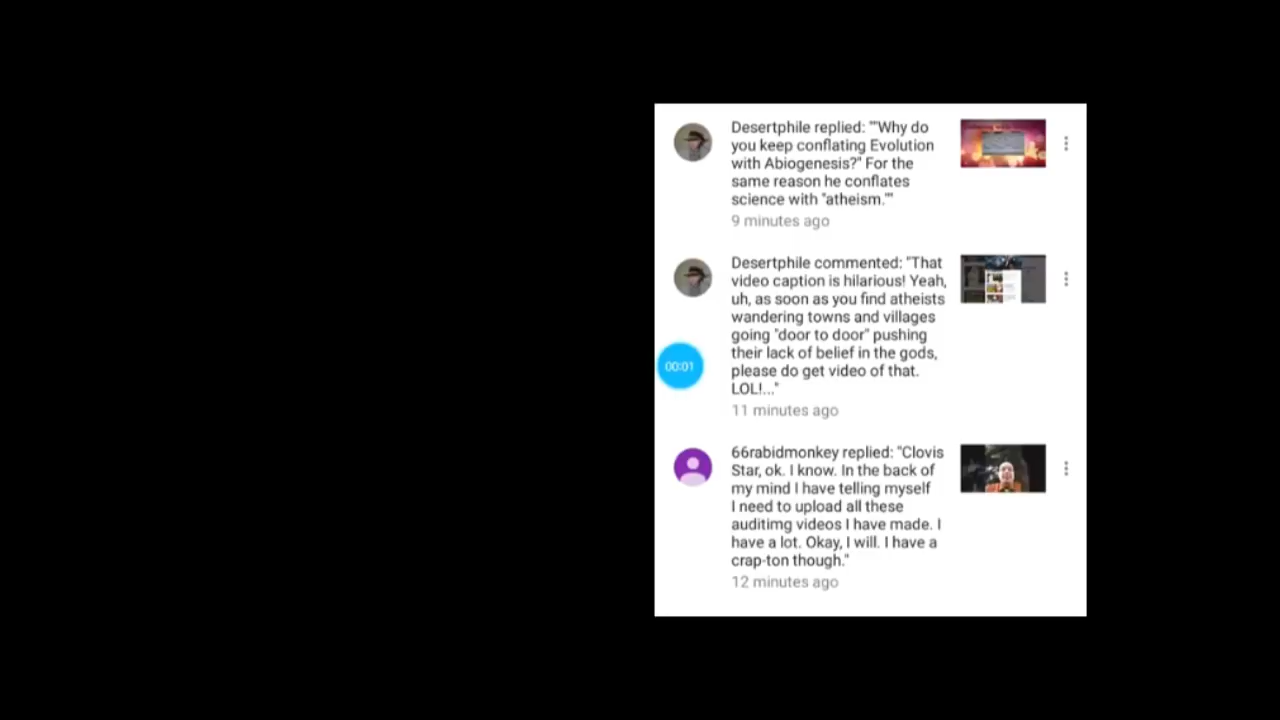 Desertphile replied: ""Why do
you keep conflating Evolution
with Abiogenesis?" For the
same reason he conflates
science with "atheism.""
9 minutes ago
Desertphile commented: "That
video caption is hilarious! Yeah,
uh, as soon as you find atheists
wandering towns and villages
going "door to door" pushing
their lack of belief in the gods,
please do get video of that.
LOL!..."
00:01
11 minutes ago
66rabidmonkey replied: "Clovis
Star, ok. I know. In the back of
my mind I have telling myself
I need to upload all these
auditimg videos I have made. I
have a lot. Okay, I will. I have a
crap-ton though."
12 minutes ago